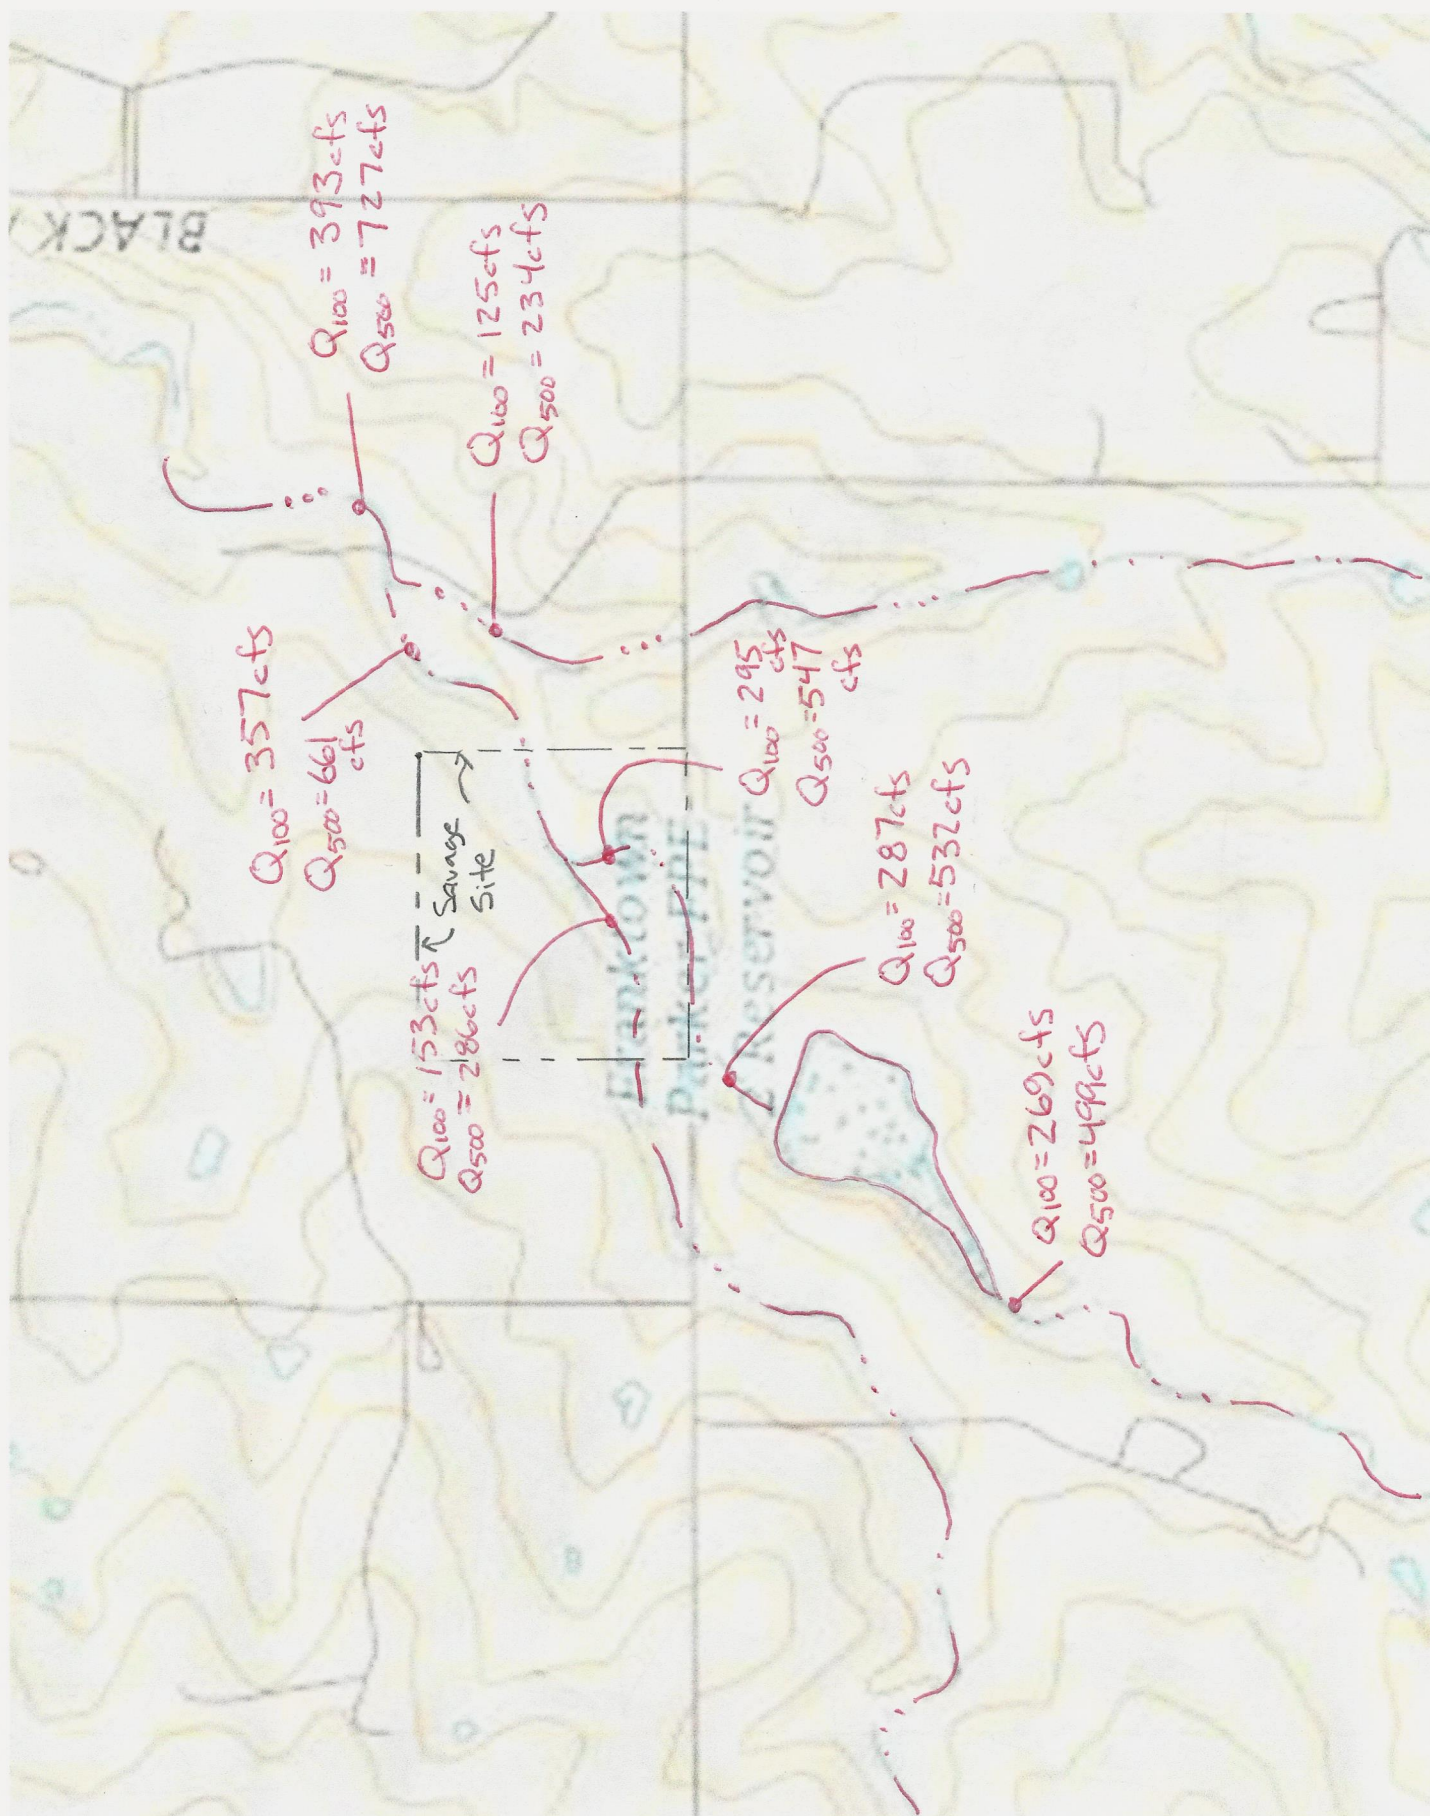 BLACK
Q100 = 393cfs
Q500 = 727cfs
Q100 = 125cfs
Q500 = 234cfs
Q100 = 357cfs
Q500 = 661
cfs
Q100 = 295
cfs
Q500 = 547
cfs
Savage
Site
Q100 = 153cfs
Q500 = 286cfs
Franktown
Parker FPE
Reservoir
Q100 = 287cfs
Q500 = 532cfs
Q100 = 269cfs
Q500 = 499cfs